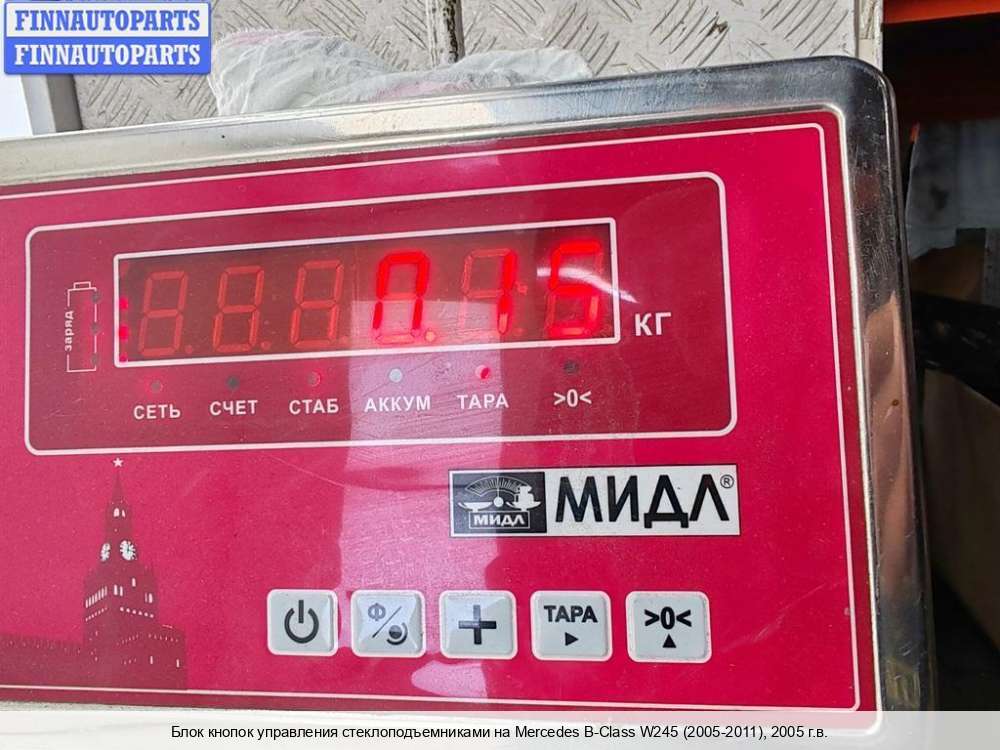 FINNAUTOPARTS
FINNAUTOPARTS
заряд
0.15
КГ
СЕТЬ СЧЕТ СТАБ АККУМ ТАРА >0<
МИДЛ МИДЛ®
Ф ТАРА >0<
Блок кнопок управления стеклоподъемниками на Mercedes B-Class W245 (2005-2011), 2005 г.в.